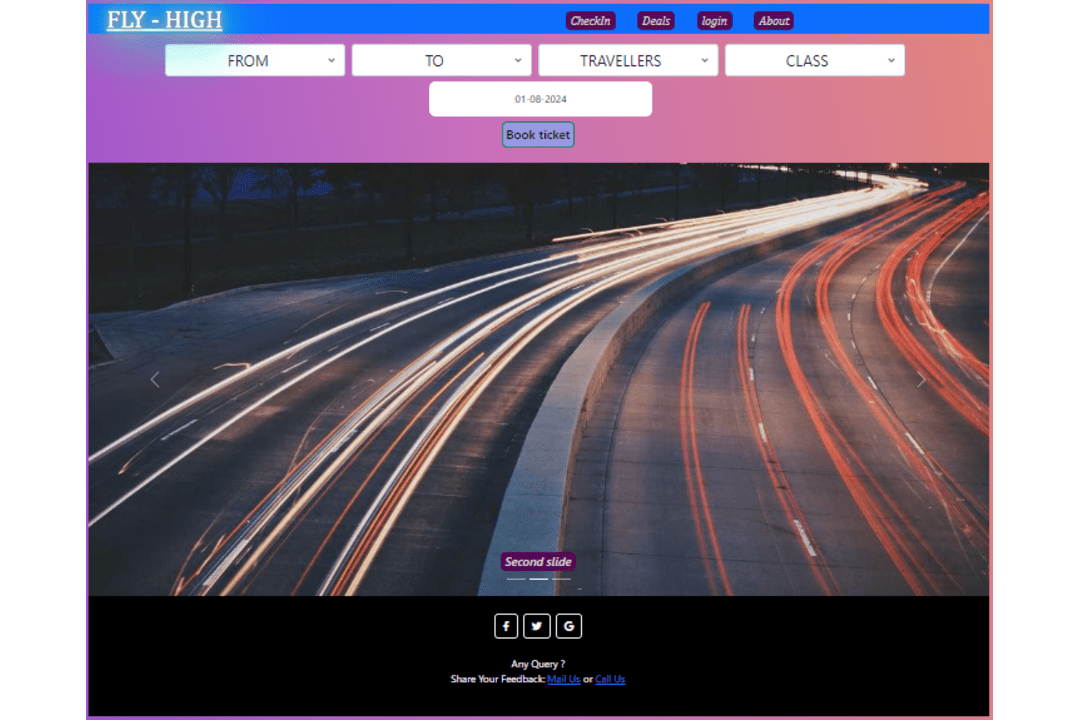 FLY - HIGH CheckIn Deals login About
FROM TO TRAVELLERS CLASS
01-08-2024
Book ticket
Second slide
Any Query ?
Share Your Feedback: Mail Us or Call Us